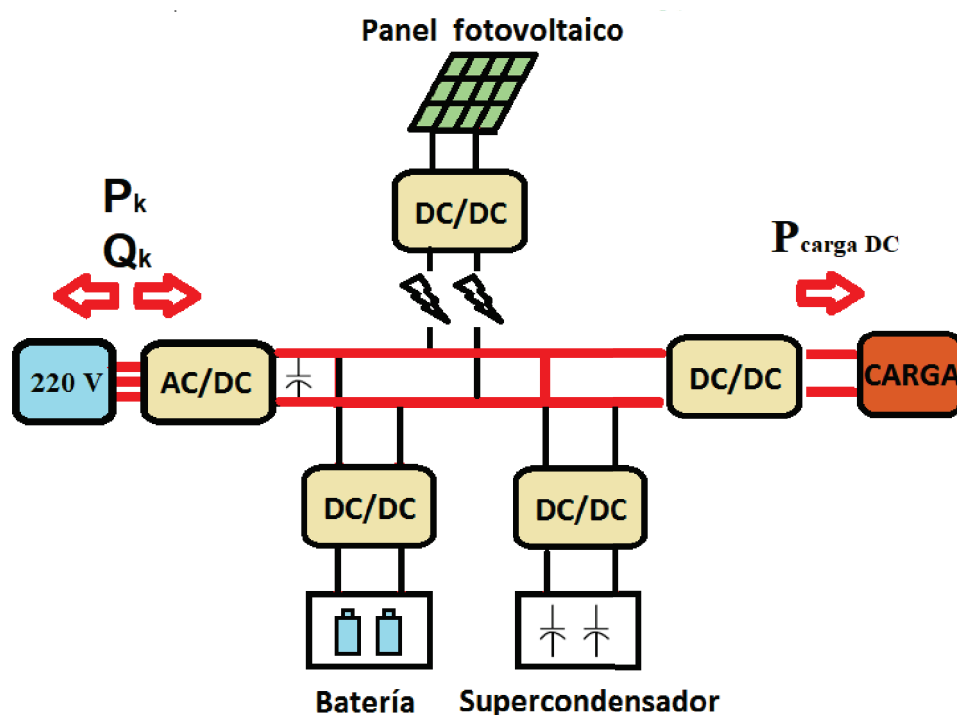 Panel fotovoltaico
DC/DC
Pk
Qk
Pcarga DC
220 V
AC/DC
DC/DC
CARGA
DC/DC
DC/DC
Batería
Supercondensador